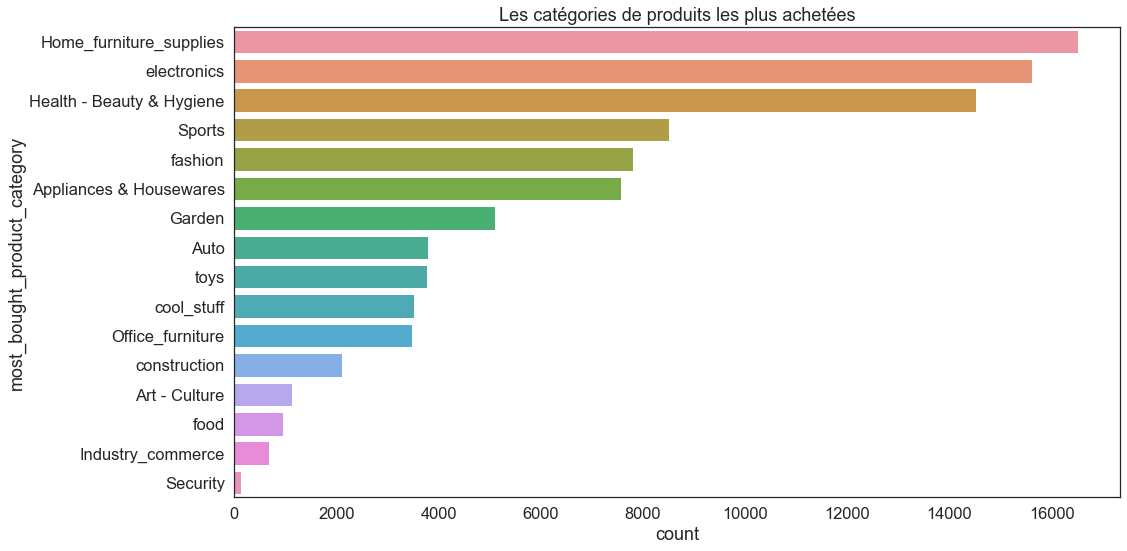 Les catégories de produits les plus achetées
most_bought_product_category
Home_furniture_supplies
electronics
Health - Beauty & Hygiene
Sports
fashion
Appliances & Housewares
Garden
Auto
toys
cool_stuff
Office_furniture
construction
Art - Culture
food
Industry_commerce
Security
0 2000 4000 6000 8000 10000 12000 14000 16000
count